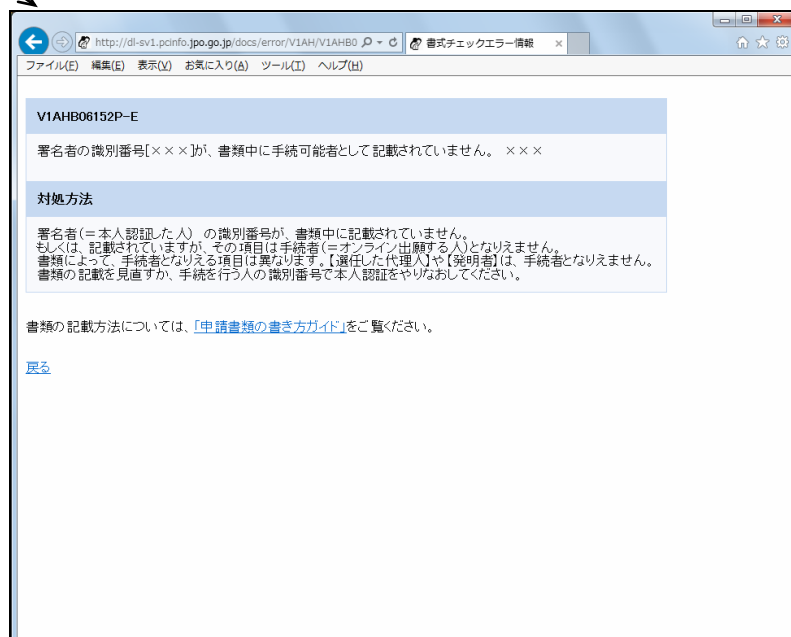 http://dl-sv1.pcinfo.jpo.go.jp/docs/error/V1AH/V1AHB0
書式チェックエラー情報
ファイル(F) 編集(E) 表示(V) お気に入り(A) ツール(T) ヘルプ(H)
V1AHB06152P-E
署名者の識別番号[×××]が、書類中に手続可能者として記載されていません。 ×××
対処方法
署名者(=本人認証した人) の識別番号が、書類中に記載されていません。
もしくは、記載されていますが、その項目は手続者(=オンライン出願する人)となりえません。
書類によって、手続者となりえる項目は異なります。【選任した代理人】や【発明者】は、手続者となりえません。
書類の記載を見直すか、手続を行う人の識別番号で本人認証をやりなおしてください。
書類の記載方法については、「申請書類の書き方ガイド」をご覧ください。
戻る